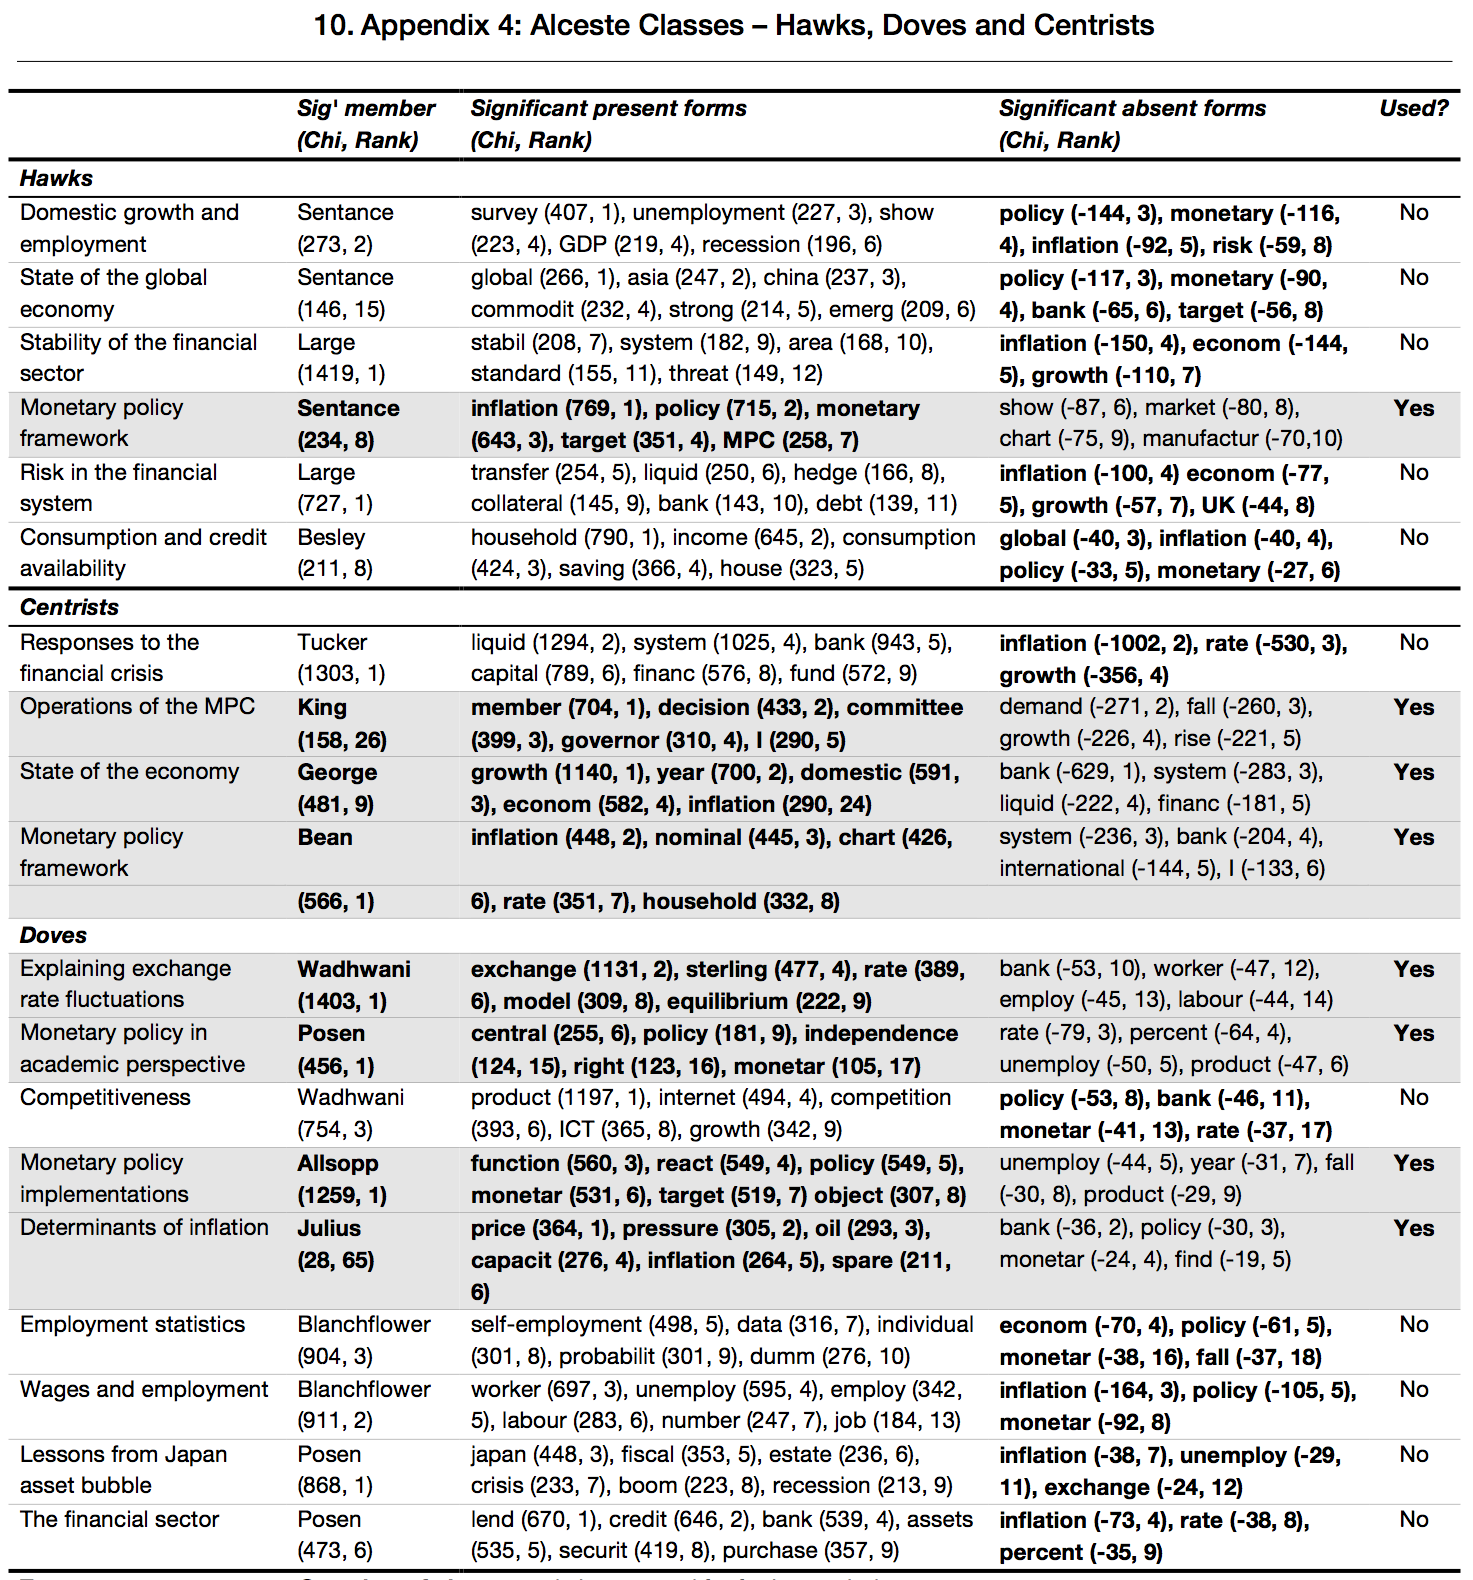 10. Appendix 4: Alceste Classes – Hawks, Doves and Centrists
Sig' member Significant present forms Significant absent forms Used?
(Chi, Rank) (Chi, Rank) (Chi, Rank)
Hawks
Domestic growth and Sentance survey (407, 1), unemployment (227, 3), show policy (-144, 3), monetary (-116, No
employment (273, 2) (223, 4), GDP (219, 4), recession (196, 6) 4), inflation (-92, 5), risk (-59, 8)
State of the global Sentance global (266, 1), asia (247, 2), china (237, 3), policy (-117, 3), monetary (-90, No
economy (146, 15) commodit (232, 4), strong (214, 5), emerg (209, 6) 4), bank (-65, 6), target (-56, 8)
Stability of the financial Large stabil (208, 7), system (182, 9), area (168, 10), inflation (-150, 4), econom (-144, No
sector (1419, 1) standard (155, 11), threat (149, 12) 5), growth (-110, 7)
Monetary policy Sentance inflation (769, 1), policy (715, 2), monetary show (-87, 6), market (-80, 8), Yes
framework (234, 8) (643, 3), target (351, 4), MPC (258, 7) chart (-75, 9), manufactur (-70,10)
Risk in the financial Large transfer (254, 5), liquid (250, 6), hedge (166, 8), inflation (-100, 4) econom (-77, No
system (727, 1) collateral (145, 9), bank (143, 10), debt (139, 11) 5), growth (-57, 7), UK (-44, 8)
Consumption and credit Besley household (790, 1), income (645, 2), consumption global (-40, 3), inflation (-40, 4), No
availability (211, 8) (424, 3), saving (366, 4), house (323, 5) policy (-33, 5), monetary (-27, 6)
Centrists
Responses to the Tucker liquid (1294, 2), system (1025, 4), bank (943, 5), inflation (-1002, 2), rate (-530, 3), No
financial crisis (1303, 1) capital (789, 6), financ (576, 8), fund (572, 9) growth (-356, 4)
Operations of the MPC King member (704, 1), decision (433, 2), committee demand (-271, 2), fall (-260, 3), Yes
(158, 26) (399, 3), governor (310, 4), I (290, 5) growth (-226, 4), rise (-221, 5)
State of the economy George growth (1140, 1), year (700, 2), domestic (591, bank (-629, 1), system (-283, 3), Yes
(481, 9) 3), econom (582, 4), inflation (290, 24) liquid (-222, 4), financ (-181, 5)
Monetary policy Bean inflation (448, 2), nominal (445, 3), chart (426, system (-236, 3), bank (-204, 4), Yes
framework international (-144, 5), I (-133, 6)
(566, 1) 6), rate (351, 7), household (332, 8)
Doves
Explaining exchange Wadhwani exchange (1131, 2), sterling (477, 4), rate (389, bank (-53, 10), worker (-47, 12), Yes
rate fluctuations (1403, 1) 6), model (309, 8), equilibrium (222, 9) employ (-45, 13), labour (-44, 14)
Monetary policy in Posen central (255, 6), policy (181, 9), independence rate (-79, 3), percent (-64, 4), Yes
academic perspective (456, 1) (124, 15), right (123, 16), monetar (105, 17) unemploy (-50, 5), product (-47, 6)
Competitiveness Wadhwani product (1197, 1), internet (494, 4), competition policy (-53, 8), bank (-46, 11), No
(754, 3) (393, 6), ICT (365, 8), growth (342, 9) monetar (-41, 13), rate (-37, 17)
Monetary policy Allsopp function (560, 3), react (549, 4), policy (549, 5), unemploy (-44, 5), year (-31, 7), fall Yes
implementations (1259, 1) monetar (531, 6), target (519, 7) object (307, 8) (-30, 8), product (-29, 9)
Determinants of inflation Julius price (364, 1), pressure (305, 2), oil (293, 3), bank (-36, 2), policy (-30, 3), Yes
(28, 65) capacit (276, 4), inflation (264, 5), spare (211, monetar (-24, 4), find (-19, 5)
6)
Employment statistics Blanchflower self-employment (498, 5), data (316, 7), individual econom (-70, 4), policy (-61, 5), No
(904, 3) (301, 8), probabilit (301, 9), dumm (276, 10) monetar (-38, 16), fall (-37, 18)
Wages and employment Blanchflower worker (697, 3), unemploy (595, 4), employ (342, inflation (-164, 3), policy (-105, 5), No
(911, 2) 5), labour (283, 6), number (247, 7), job (184, 13) monetar (-92, 8)
Lessons from Japan Posen japan (448, 3), fiscal (353, 5), estate (236, 6), inflation (-38, 7), unemploy (-29, No
asset bubble (868, 1) crisis (233, 7), boom (223, 8), recession (213, 9) 11), exchange (-24, 12)
The financial sector Posen lend (670, 1), credit (646, 2), bank (539, 4), assets inflation (-73, 4), rate (-38, 8), No
(473, 6) (535, 5), securit (419, 8), purchase (357, 9) percent (-35, 9)